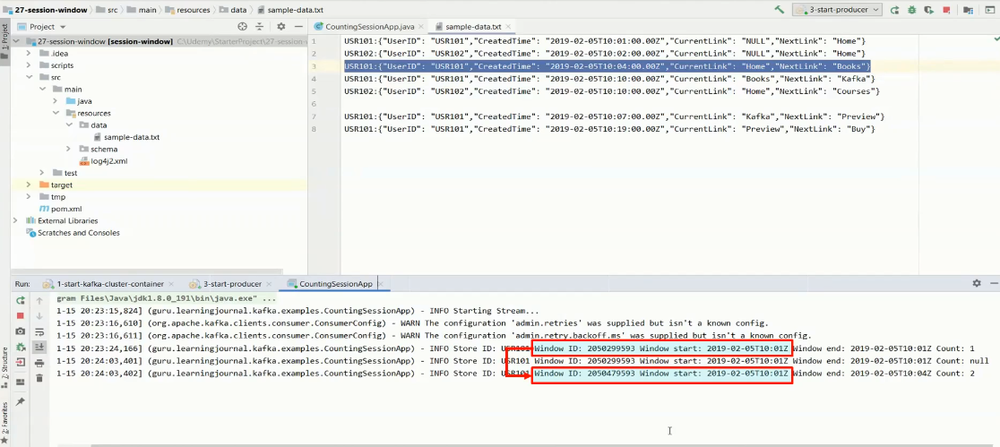 27-session-window
src
main
resources
data
sample-data.txt
3-start-producer
1: Project
Project
CountingSessionApp.java
sample-data.txt
27-session-window [session-window] C:\Udemy\StarterProject\27-session-win
.idea
scripts
src
main
java
resources
data
sample-data.txt
schema
log4j2.xml
test
target
tmp
pom.xml
External Libraries
Scratches and Consoles
1 USR101:{"UserID": "USR101","CreatedTime": "2019-02-05T10:01:00.00Z","CurrentLink": "NULL","NextLink": "Home"}
2 USR102:{"UserID": "USR102","CreatedTime": "2019-02-05T10:02:00.00Z","CurrentLink": "NULL","NextLink": "Home"}
3 USR101:{"UserID": "USR101","CreatedTime": "2019-02-05T10:04:00.00Z","CurrentLink": "Home","NextLink": "Books"}
4 USR101:{"UserID": "USR101","CreatedTime": "2019-02-05T10:10:00.00Z","CurrentLink": "Books","NextLink": "Kafka"}
5 USR102:{"UserID": "USR102","CreatedTime": "2019-02-05T10:10:00.00Z","CurrentLink": "Home","NextLink": "Courses"}
6
7 USR101:{"UserID": "USR101","CreatedTime": "2019-02-05T10:07:00.00Z","CurrentLink": "Kafka","NextLink": "Preview"}
8 USR101:{"UserID": "USR101","CreatedTime": "2019-02-05T10:19:00.00Z","CurrentLink": "Preview","NextLink": "Buy"}
Run: 1-start-kafka-cluster-container 3-start-producer CountingSessionApp
gram Files\Java\jdk1.8.0_191\bin\java.exe" ...
1-15 20:23:15,824] (guru.learningjournal.kafka.examples.CountingSessionApp) - INFO Starting Stream...
1-15 20:23:16,610] (org.apache.kafka.clients.consumer.ConsumerConfig) - WARN The configuration 'admin.retries' was supplied but isn't a known config.
1-15 20:23:16,611] (org.apache.kafka.clients.consumer.ConsumerConfig) - WARN The configuration 'admin.retry.backoff.ms' was supplied but isn't a known config.
1-15 20:23:24,166] (guru.learningjournal.kafka.examples.CountingSessionApp) - INFO Store ID: USR101 Window ID: 2050299593 Window start: 2019-02-05T10:01Z Window end: 2019-02-05T10:01Z Count: 1
1-15 20:24:03,401] (guru.learningjournal.kafka.examples.CountingSessionApp) - INFO Store ID: USR101 Window ID: 2050299593 Window start: 2019-02-05T10:01Z Window end: 2019-02-05T10:01Z Count: null
1-15 20:24:03,402] (guru.learningjournal.kafka.examples.CountingSessionApp) - INFO Store ID: USR101 Window ID: 2050479593 Window start: 2019-02-05T10:01Z Window end: 2019-02-05T10:04Z Count: 2
Z: Structure
2: Favorites